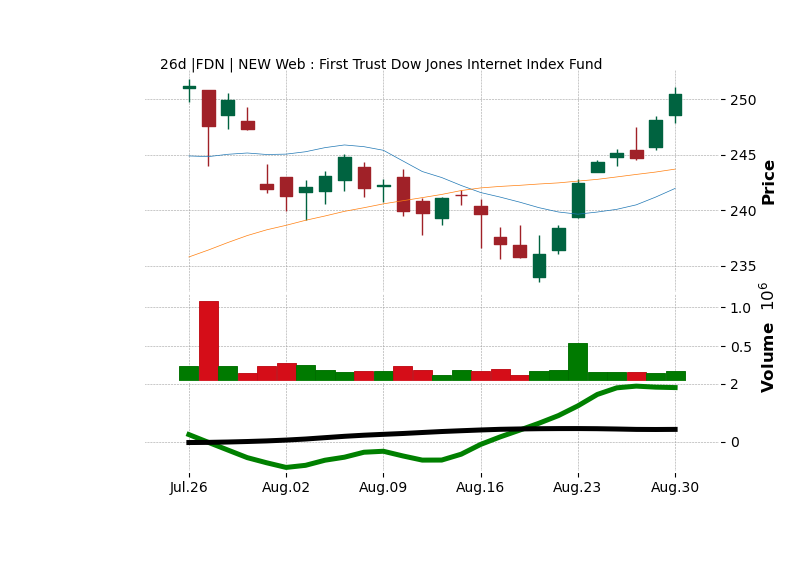 26d |FDN | NEW Web : First Trust Dow Jones Internet Index Fund
250
245
240
235
Price
1.0
0.5
Volume 10^6
2
0
Jul.26 Aug.02 Aug.09 Aug.16 Aug.23 Aug.30